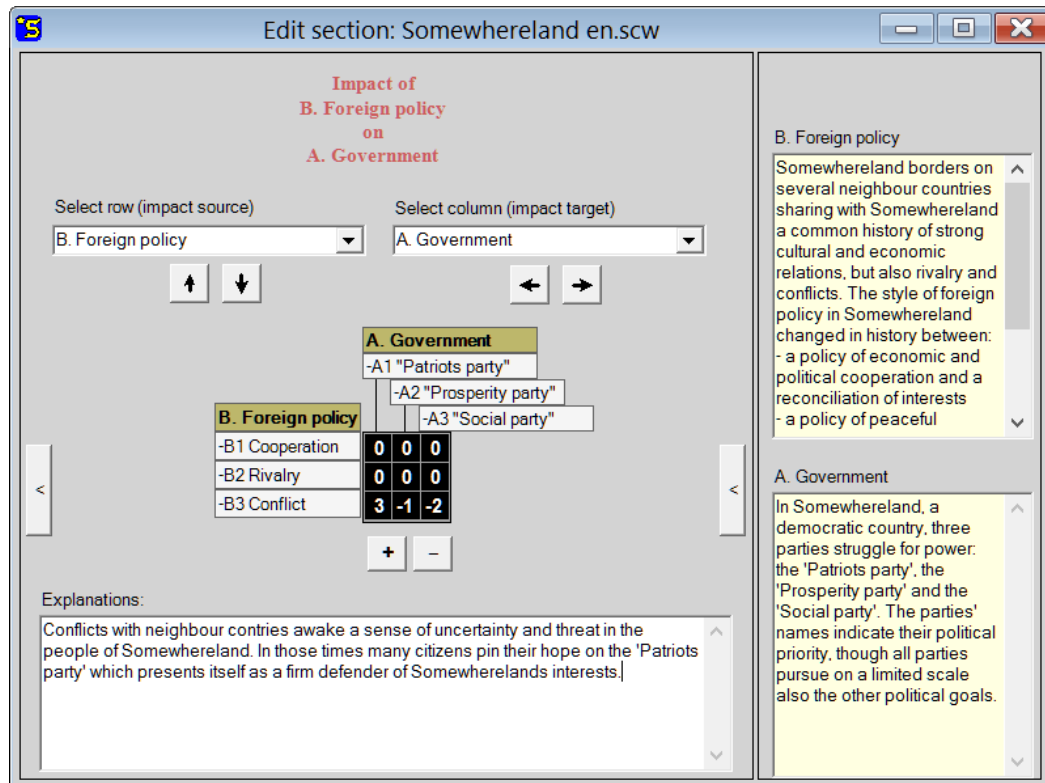 Edit section: Somewhereland en.scw
Impact of
B. Foreign policy
on
A. Government
Select row (impact source)
B. Foreign policy
Select column (impact target)
A. Government
A. Government
-A1 "Patriots party"
-A2 "Prosperity party"
-A3 "Social party"
B. Foreign policy
-B1 Cooperation 0 0 0
-B2 Rivalry 0 0 0
-B3 Conflict 3 -1 -2
<
<
+ −
Explanations:
Conflicts with neighbour contries awake a sense of uncertainty and threat in the
people of Somewhereland. In those times many citizens pin their hope on the 'Patriots
party' which presents itself as a firm defender of Somewherelands interests.
B. Foreign policy
Somewhereland borders on
several neighbour countries
sharing with Somewhereland
a common history of strong
cultural and economic
relations, but also rivalry and
conflicts. The style of foreign
policy in Somewhereland
changed in history between:
- a policy of economic and
political cooperation and a
reconciliation of interests
- a policy of peaceful
A. Government
In Somewhereland, a
democratic country, three
parties struggle for power:
the 'Patriots party', the
'Prosperity party' and the
'Social party'. The parties'
names indicate their political
priority, though all parties
pursue on a limited scale
also the other political goals.